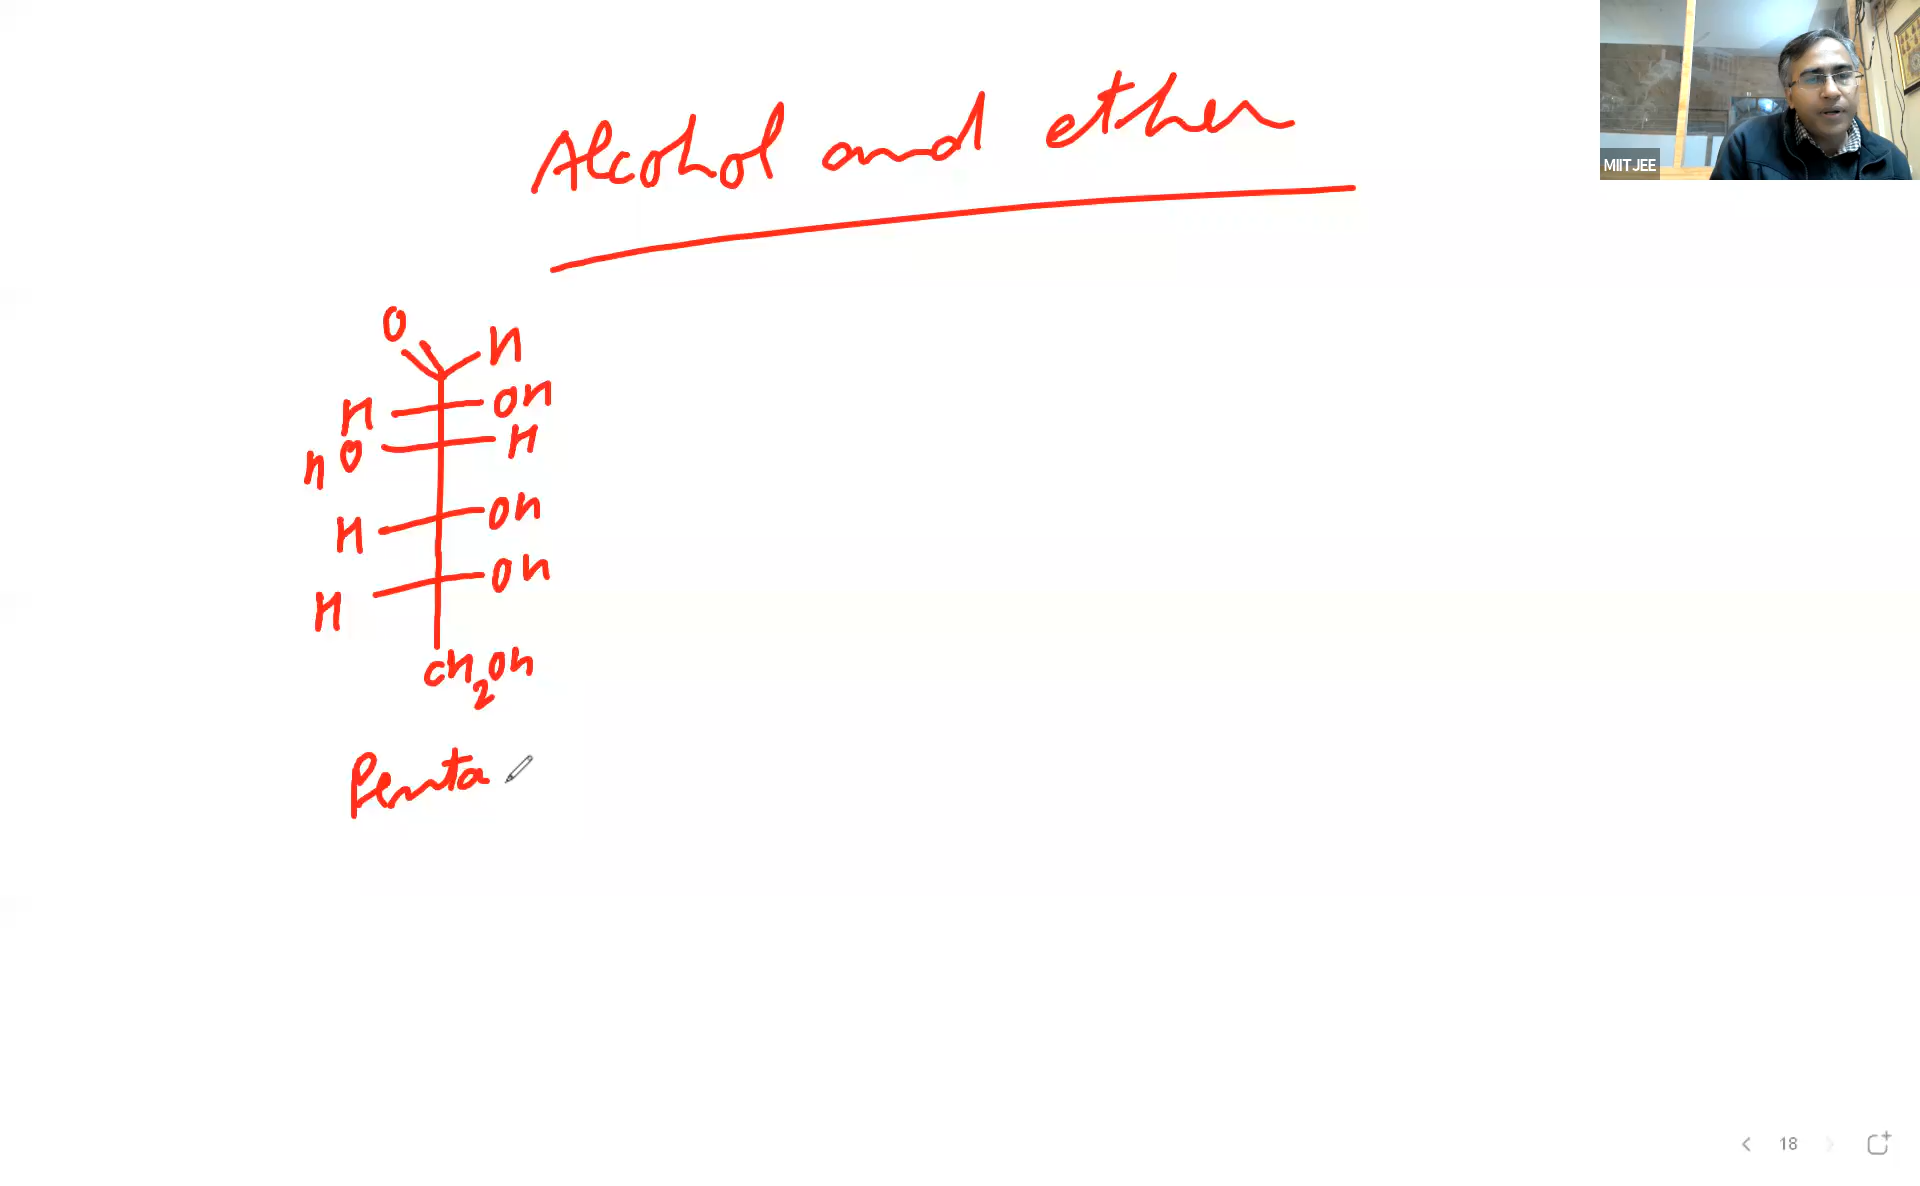 Alcohol and ether
MIIT JEE
O
H
H
OH
HO
H
H
OH
H
OH
CH2OH
Penta
18